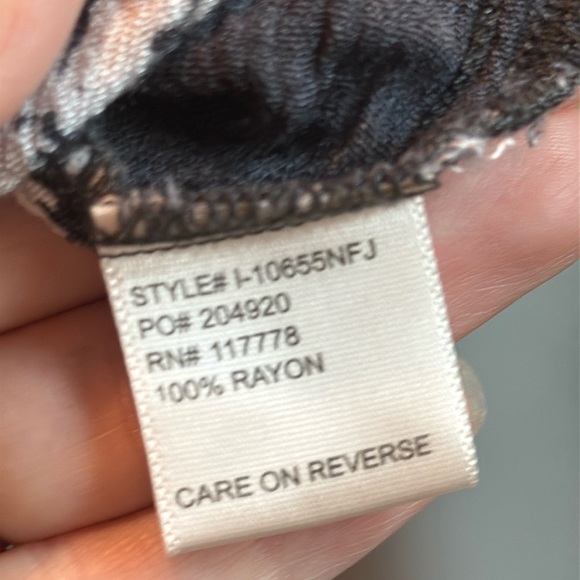 STYLE# I-10655NFJ
PO# 204920
RN# 117778
100% RAYON
CARE ON REVERSE